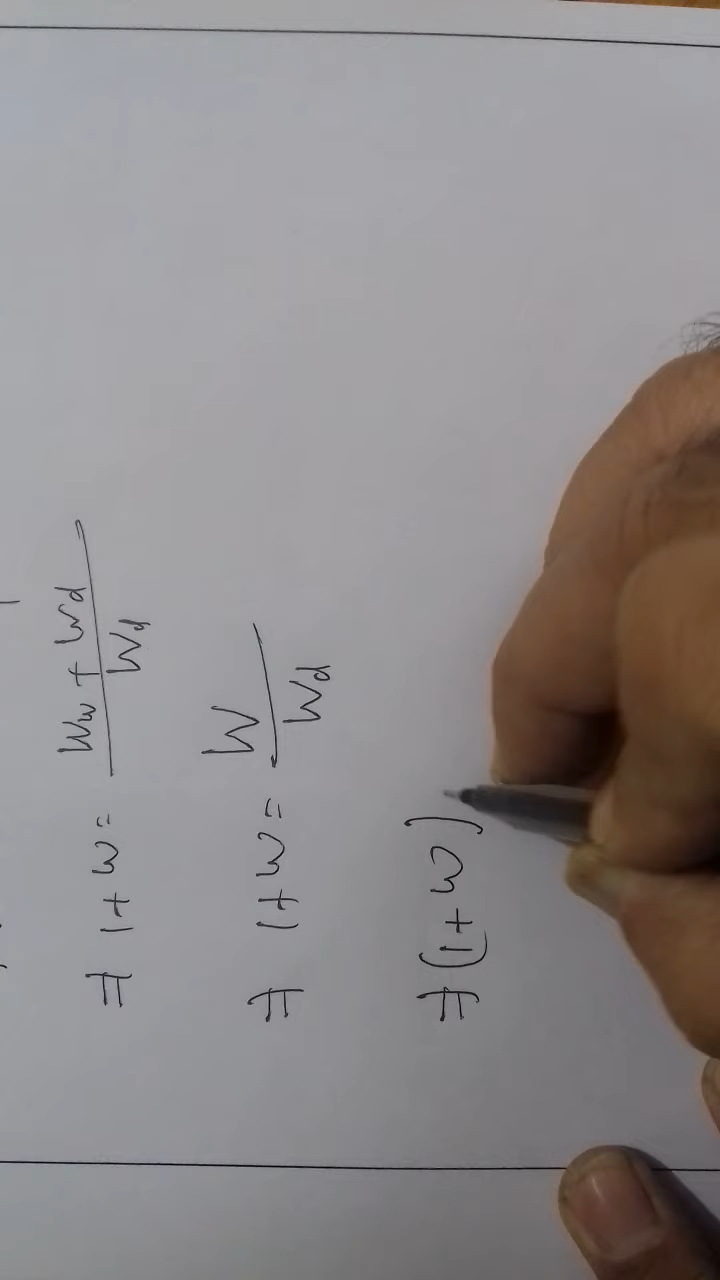 ⇒ 1 + w = (Ww + Wd) / Wd
⇒ 1 + w = W / Wd
⇒ (1 + w)